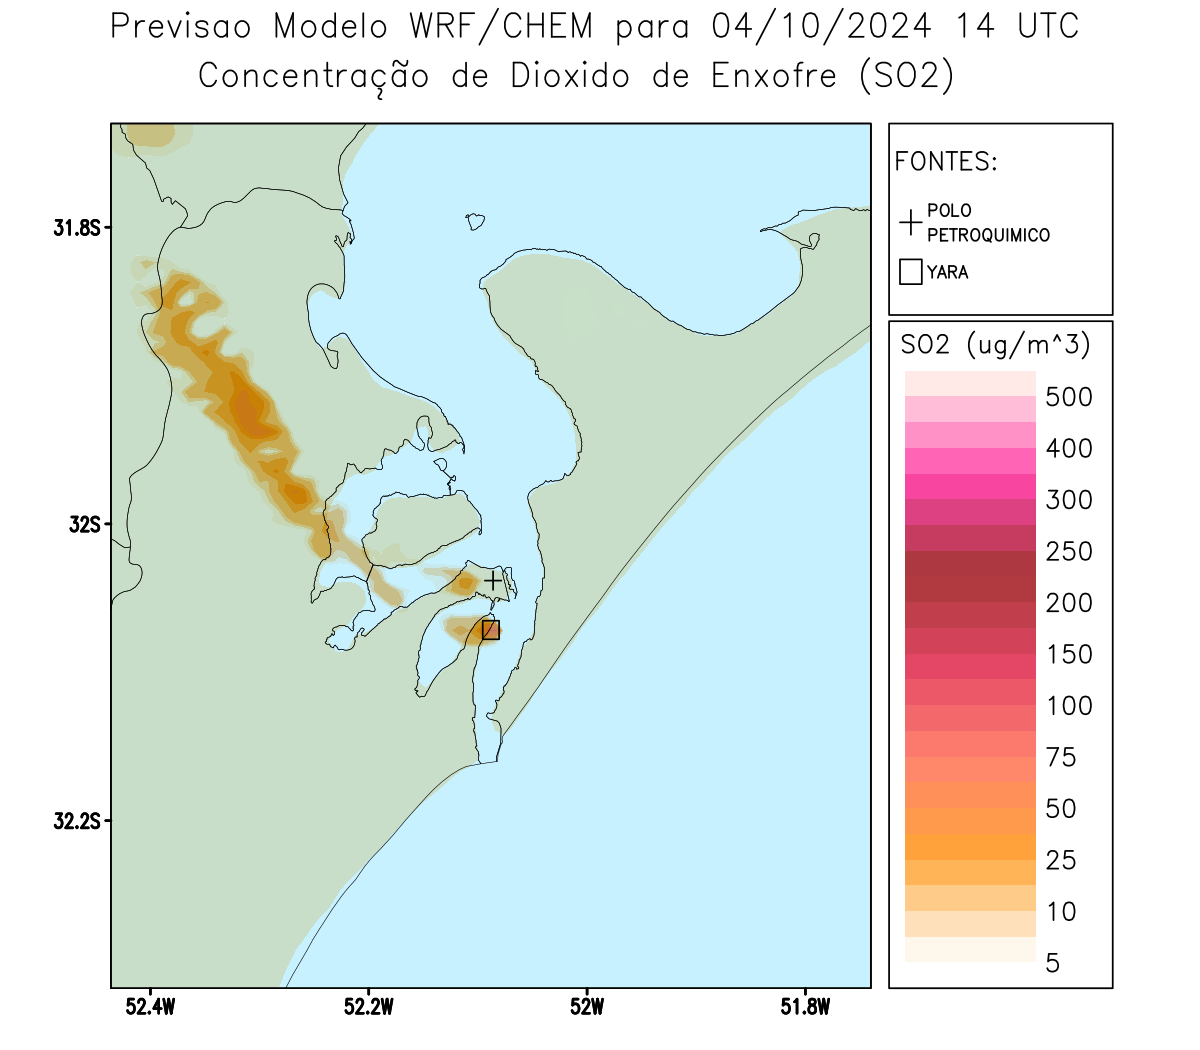 Previsao Modelo WRF/CHEM para 04/10/2024 14 UTC
Concentração de Dioxido de Enxofre (SO2)
FONTES:
POLO
PETROQUIMICO
YARA
31.8S
32S
32.2S
52.4W
52.2W
52W
51.8W
SO2 (ug/m^3)
500
400
300
250
200
150
100
75
50
25
10
5